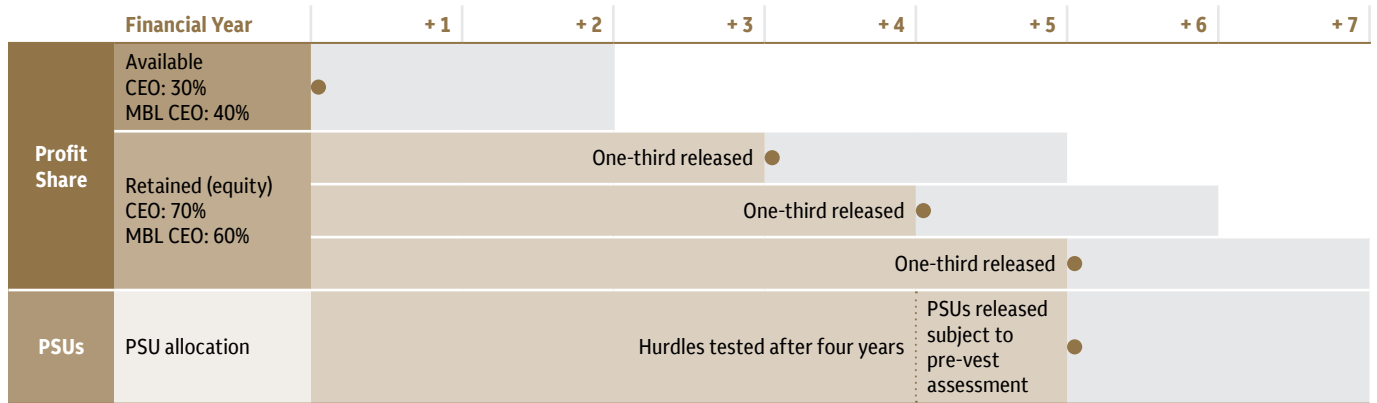 Financial Year + 1 + 2 + 3 + 4 + 5 + 6 + 7
Profit
Share
Available
CEO: 30%
MBL CEO: 40%
Retained (equity)
CEO: 70%
MBL CEO: 60%
One-third released
One-third released
One-third released
PSUs
PSU allocation
Hurdles tested after four years
PSUs released
subject to
pre-vest
assessment